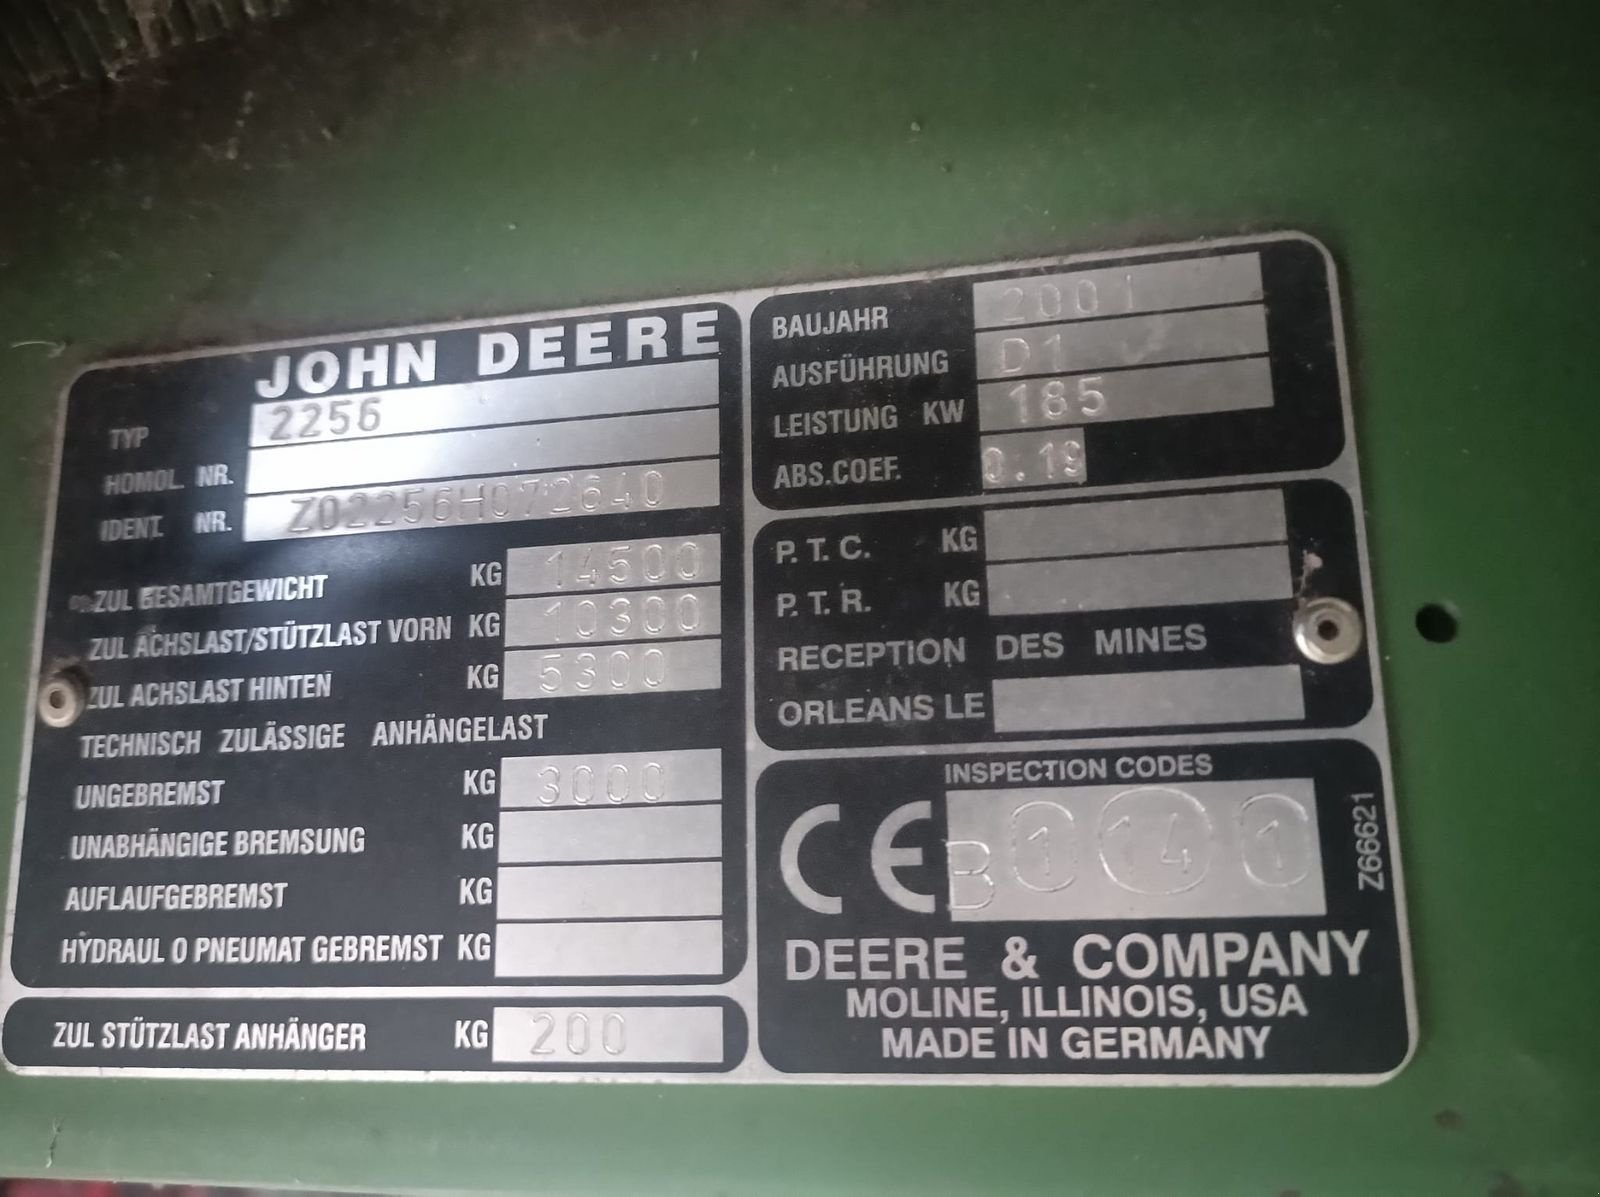 JOHN DEERE
TYP 2256
HOMOL. NR.
IDENT. NR. Z02256H072640
ZUL GESAMTGEWICHT KG 14500
ZUL ACHSLAST/STÜTZLAST VORN KG 10300
ZUL ACHSLAST HINTEN KG 5300
TECHNISCH ZULÄSSIGE ANHÄNGELAST
UNGEBREMST KG 3000
UNABHÄNGIGE BREMSUNG KG
AUFLAUFGEBREMST KG
HYDRAUL O PNEUMAT GEBREMST KG
ZUL STÜTZLAST ANHÄNGER KG 200
BAUJAHR 2001
AUSFÜHRUNG D1
LEISTUNG KW 185
ABS.COEF. 0.19
P. T. C. KG
P. T. R. KG
RECEPTION DES MINES
ORLEANS LE
INSPECTION CODES
CE B 1 14 1
Z66621
DEERE & COMPANY
MOLINE, ILLINOIS, USA
MADE IN GERMANY